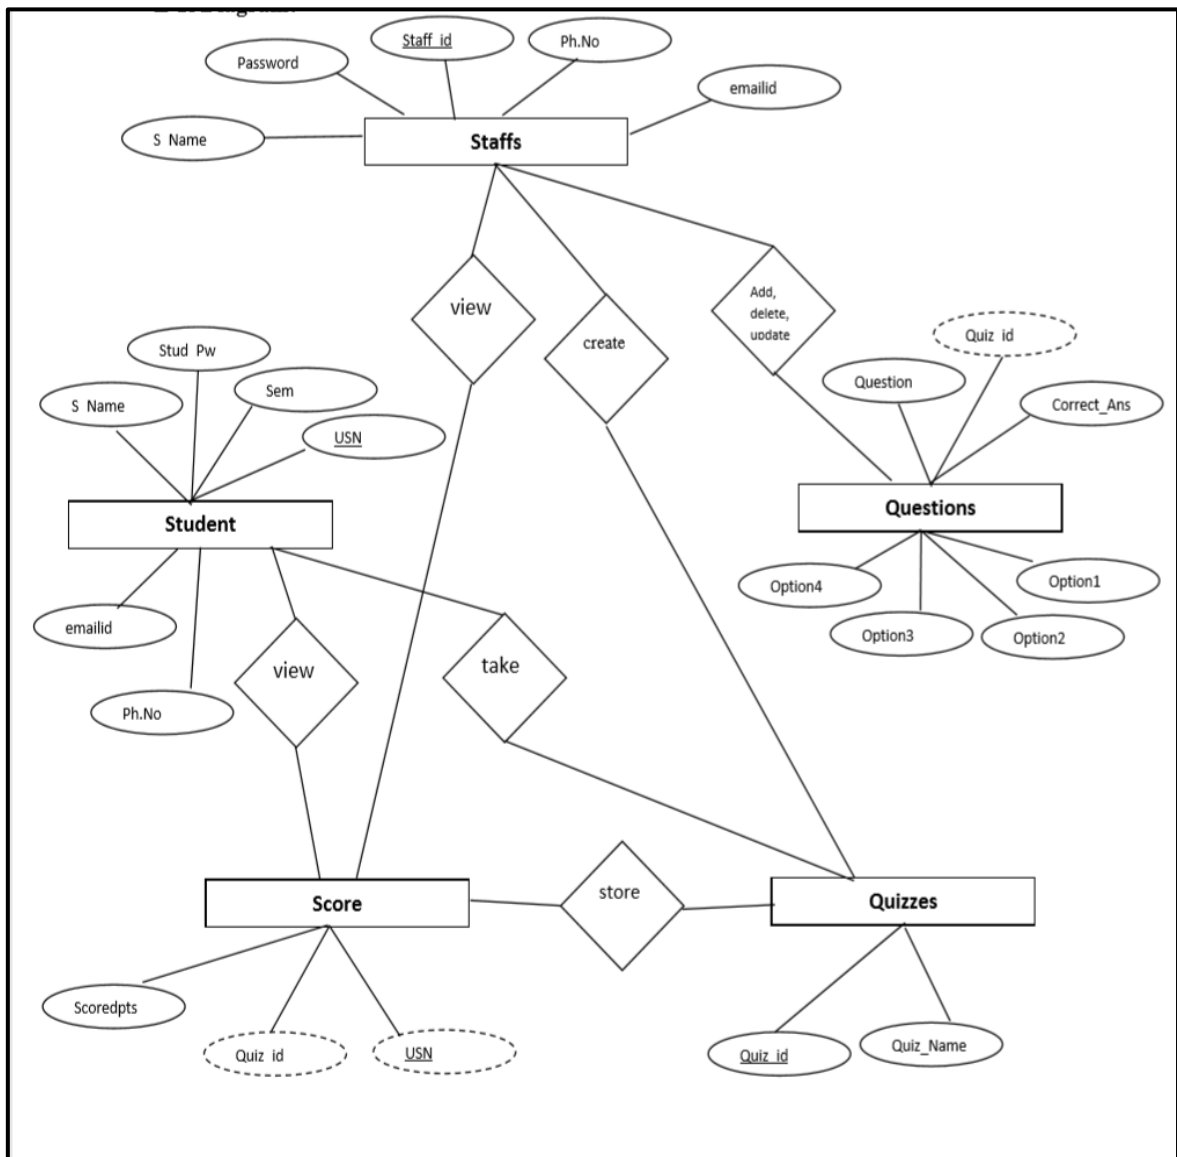 Staff_id
Ph.No
Password
emailid
S_Name
Staffs
view
create
Add,
delete,
update
Quiz_id
Question
Correct_Ans
Stud_Pw
Sem
S_Name
USN
Student
Questions
Option4
Option1
Option3
Option2
emailid
Ph.No
view
take
Score
store
Quizzes
Scoredpts
Quiz_id
USN
Quiz_id
Quiz_Name